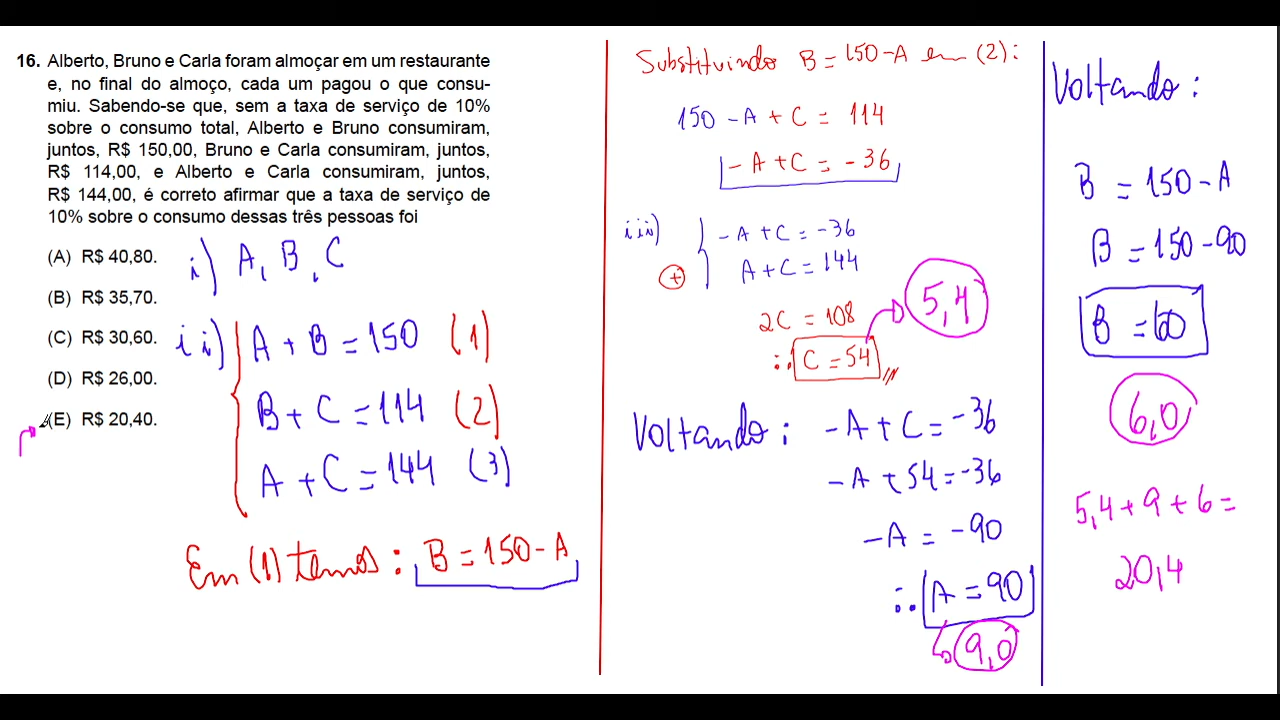 16. Alberto, Bruno e Carla foram almoçar em um restaurante
e, no final do almoço, cada um pagou o que consu-
miu. Sabendo-se que, sem a taxa de serviço de 10%
sobre o consumo total, Alberto e Bruno consumiram,
juntos, R$ 150,00, Bruno e Carla consumiram, juntos,
R$ 114,00, e Alberto e Carla consumiram, juntos,
R$ 144,00, é correto afirmar que a taxa de serviço de
10% sobre o consumo dessas três pessoas foi
(A) R$ 40,80.
(B) R$ 35,70.
(C) R$ 30,60.
(D) R$ 26,00.
(E) R$ 20,40.
i) A, B, C
ii) A + B = 150 (1)
B + C = 114 (2)
A + C = 144 (3)
Em (1) temos: B = 150 - A
Substituindo B = 150 - A em (2):
150 - A + C = 114
- A + C = - 36
iii) - A + C = - 36
(+) A + C = 144
2C = 108
∴ C = 54
5,4
Voltando: - A + C = - 36
- A + 54 = - 36
- A = - 90
∴ A = 90
9,0
Voltando:
B = 150 - A
B = 150 - 90
B = 60
6,0
5,4 + 9 + 6 =
20,4